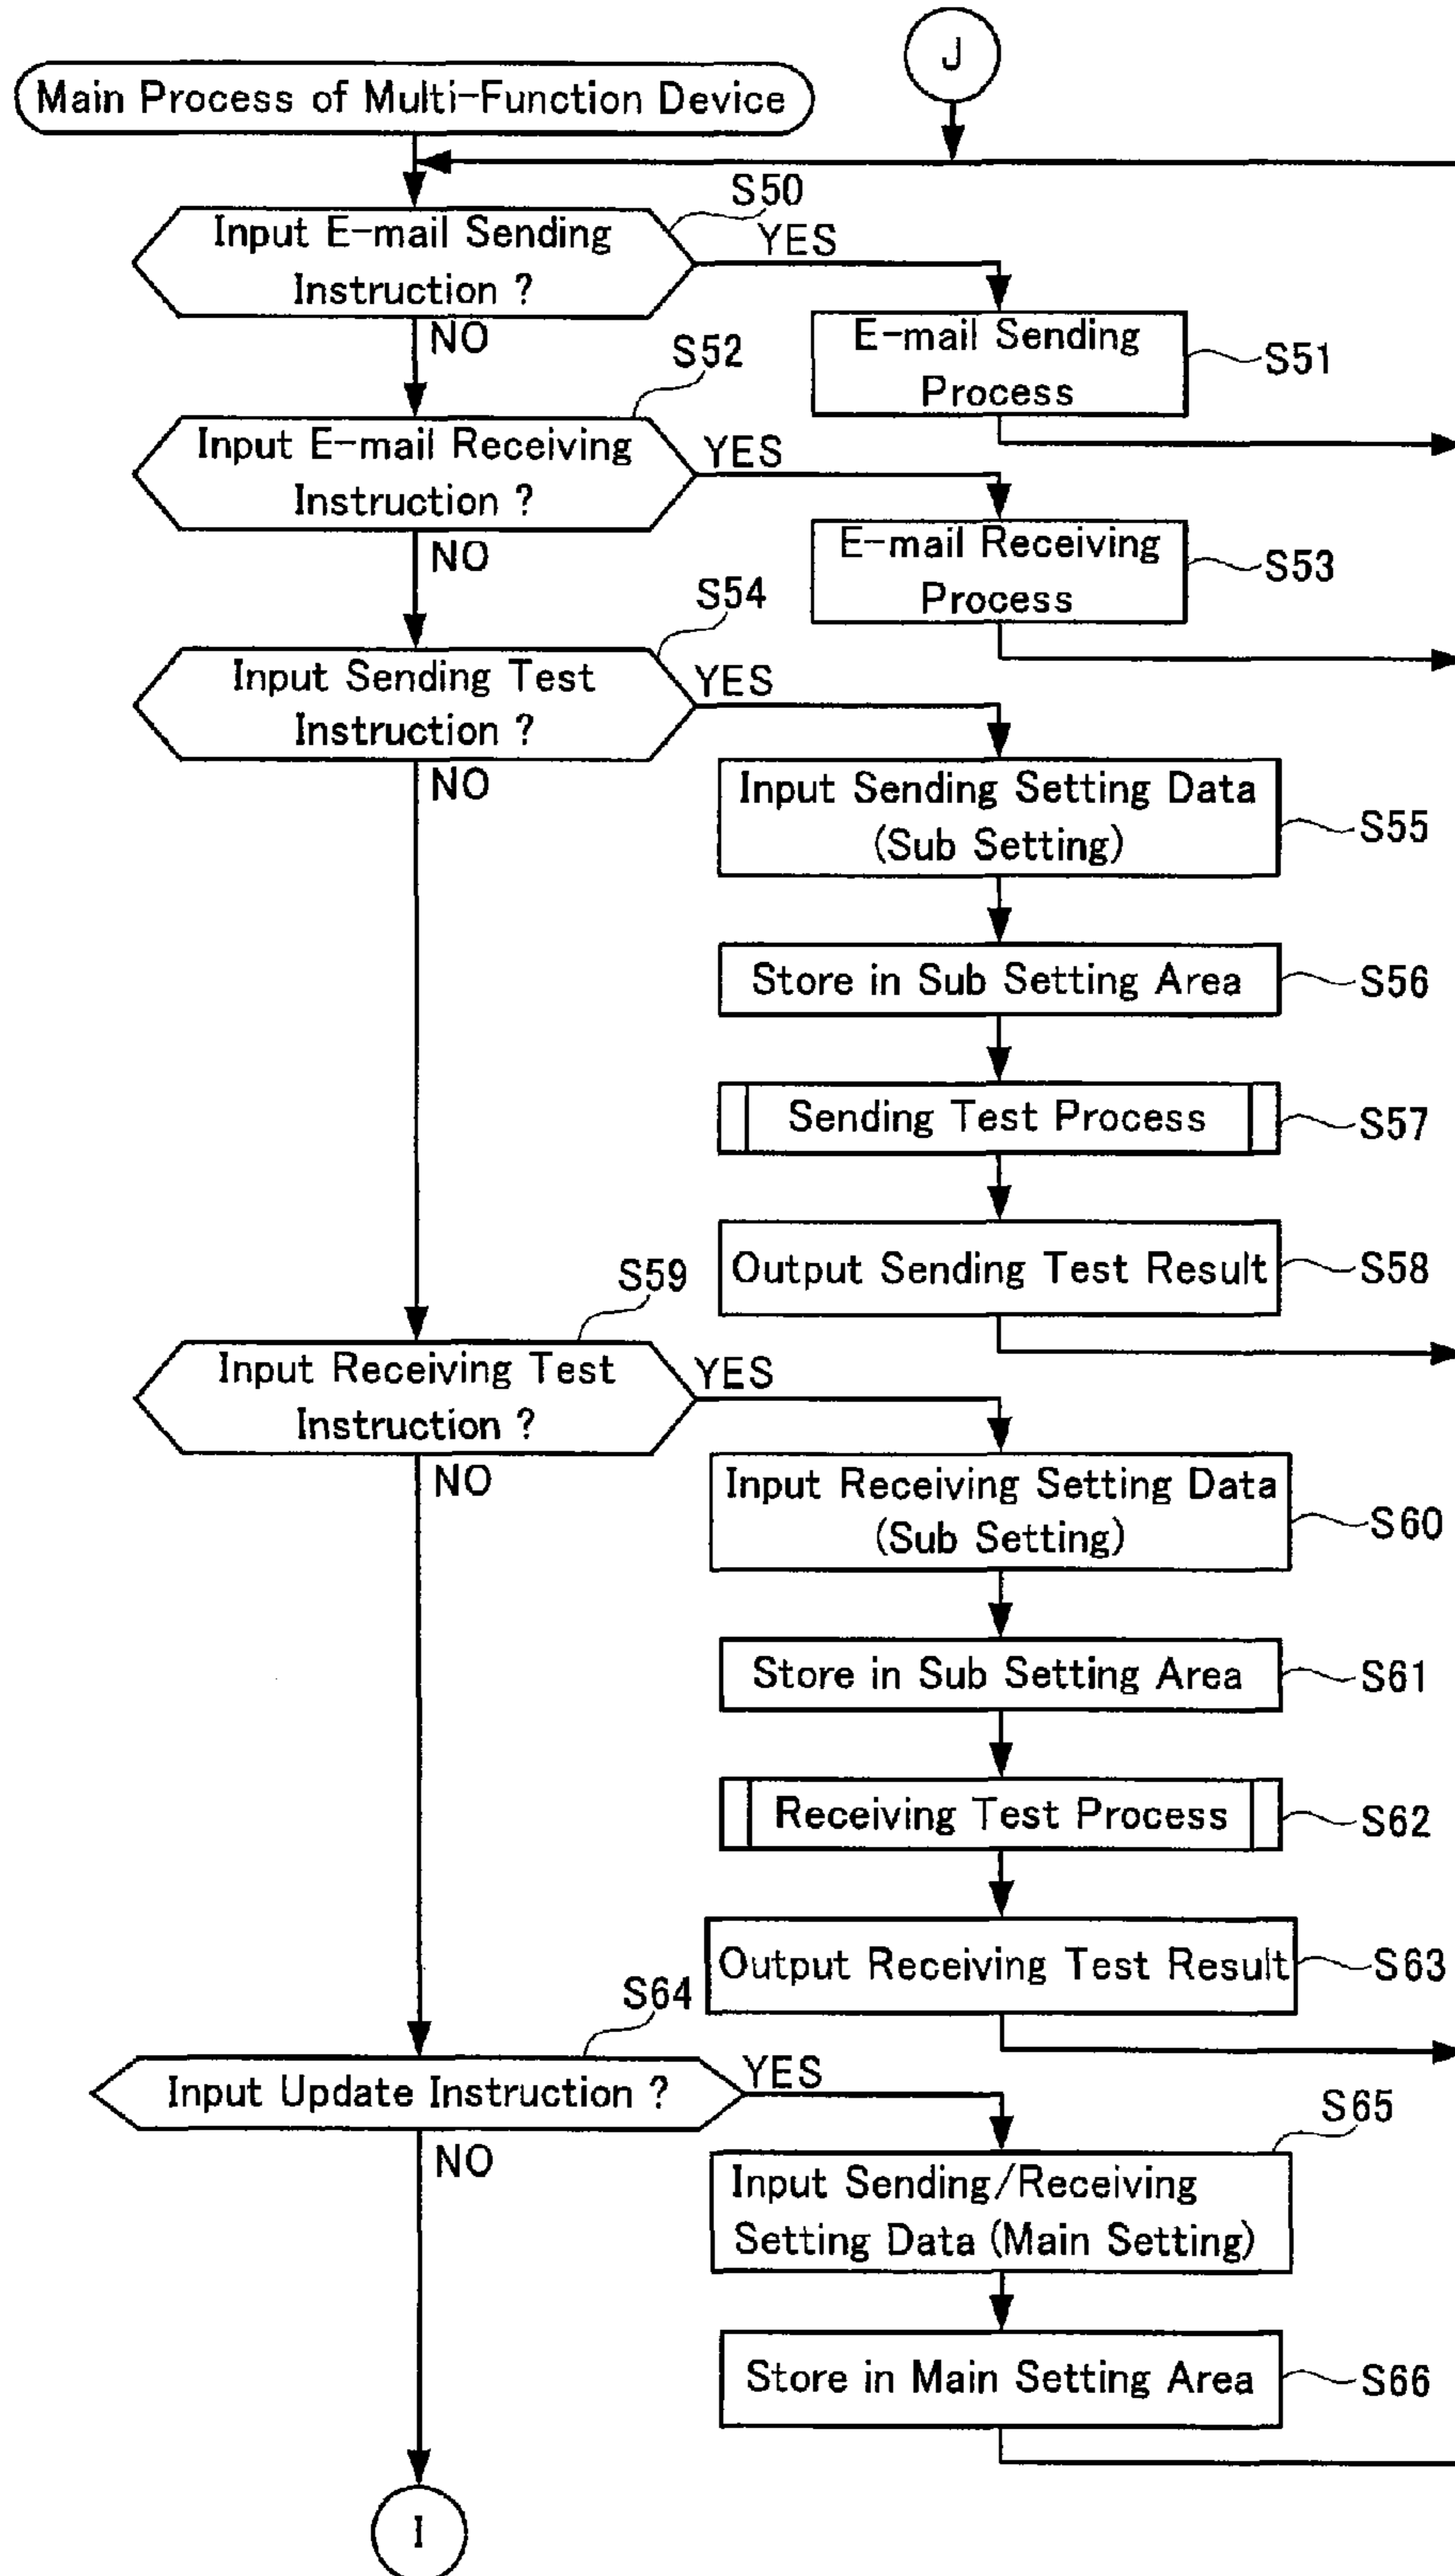 J
Main Process of Multi-Function Device
S50
Input E-mail Sending
Instruction ?
YES
NO
E-mail Sending
Process
S51
S52
Input E-mail Receiving
Instruction ?
YES
NO
E-mail Receiving
Process
S53
S54
Input Sending Test
Instruction ?
YES
NO
Input Sending Setting Data
(Sub Setting)
S55
Store in Sub Setting Area
S56
Sending Test Process
S57
Output Sending Test Result
S58
S59
Input Receiving Test
Instruction ?
YES
NO
Input Receiving Setting Data
(Sub Setting)
S60
Store in Sub Setting Area
S61
Receiving Test Process
S62
Output Receiving Test Result
S63
S64
Input Update Instruction ?
YES
NO
S65
Input Sending/Receiving
Setting Data (Main Setting)
Store in Main Setting Area
S66
I